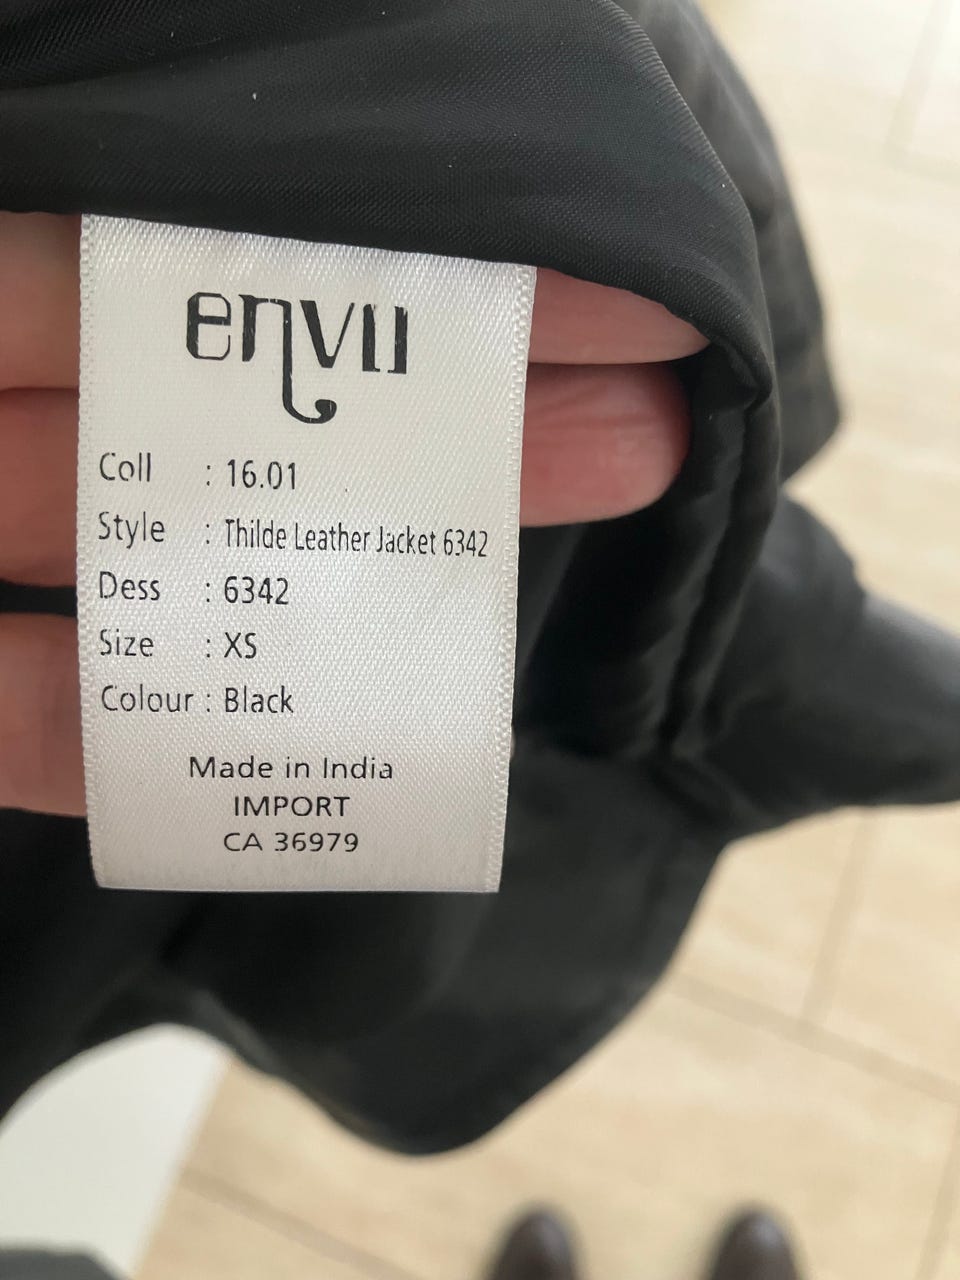 envii
Coll : 16.01
Style : Thilde Leather Jacket 6342
Dess : 6342
Size : XS
Colour : Black
Made in India
IMPORT
CA 36979